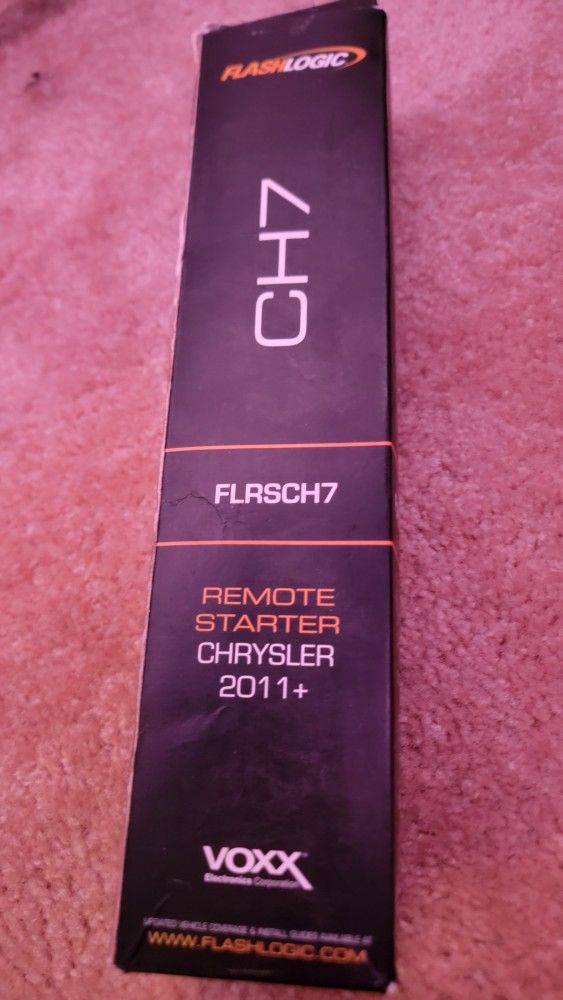 FLASHLOGIC
CH7
FLRSCH7
REMOTE
STARTER
CHRYSLER
2011+
VOXX™
Electronics Corporation
UPDATED VEHICLE COVERAGE & INSTALL GUIDES AVAILABLE AT
WWW.FLASHLOGIC.COM